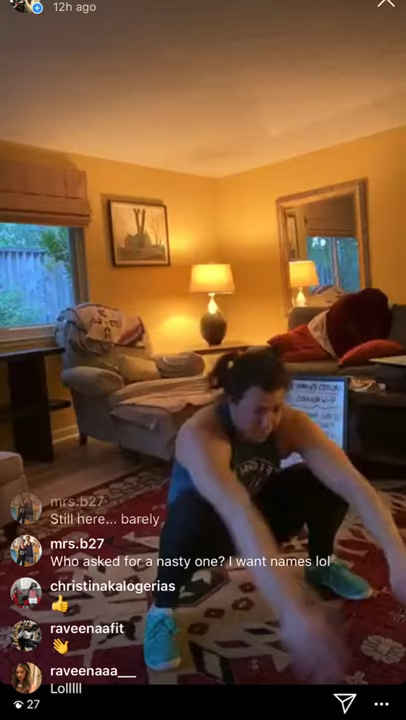 12h ago
mrs.b27
Still here... barely
mrs.b27
Who asked for a nasty one? I want names lol
christinakalogerias
👍
raveenaafit
👋
raveenaaa___
Lolllll
27